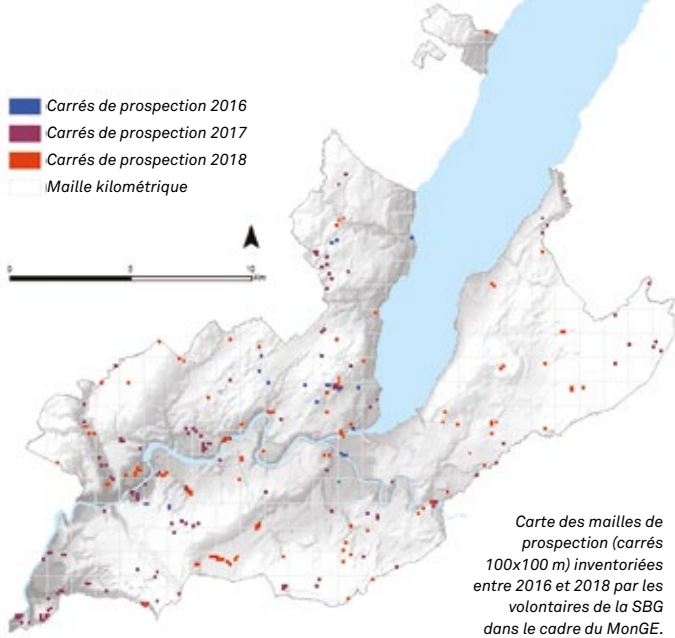 Carrés de prospection 2016
Carrés de prospection 2017
Carrés de prospection 2018
Maille kilométrique
0 5 10
Km
Carte des mailles de
prospection (carrés
100x100 m) inventoriées
entre 2016 et 2018 par les
volontaires de la SBG
dans le cadre du MonGE.